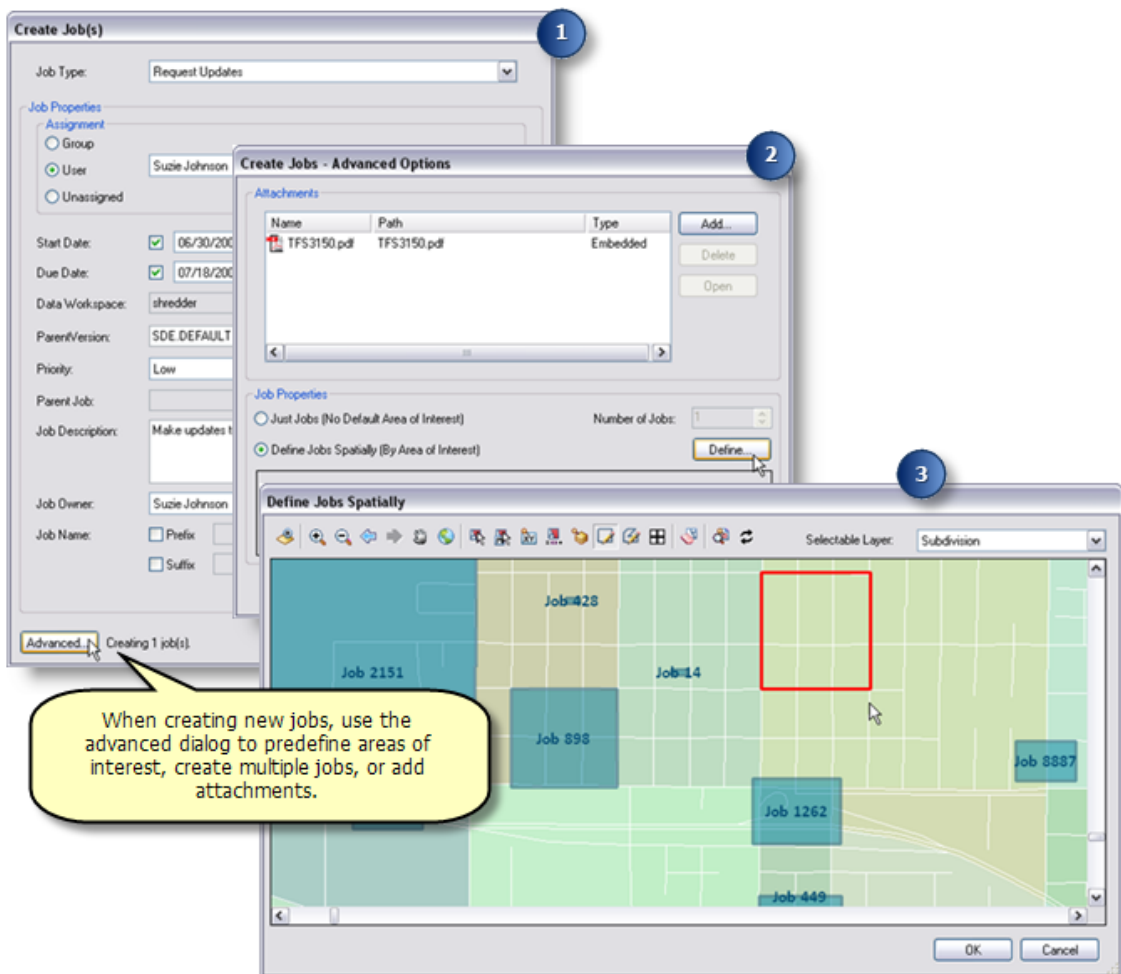 Create Job(s)
1
Job Type:
Request Updates
Job Properties
Assignment
Group
User
Suzie Johnson
Unassigned
Start Date:
06/30/200
Due Date:
07/18/200
Data Workspace:
shredder
ParentVersion:
SDE.DEFAULT
Priority:
Low
Parent Job:
Job Description:
Make updates t
Job Owner:
Suzie Johnson
Job Name:
Prefix
Suffix
Advanced...
Creating 1 job(s).
When creating new jobs, use the
advanced dialog to predefine areas of
interest, create multiple jobs, or add
attachments.
Create Jobs - Advanced Options
2
Attachments
Name Path Type
TFS3150.pdf TFS3150.pdf Embedded
Add...
Delete
Open
Job Properties
Just Jobs (No Default Area of Interest)
Number of Jobs:
1
Define Jobs Spatially (By Area of Interest)
Define...
3
Define Jobs Spatially
Selectable Layer:
Subdivision
Job 428
Job 2151
Job 14
Job 898
Job 8887
Job 1262
Job 449
OK
Cancel